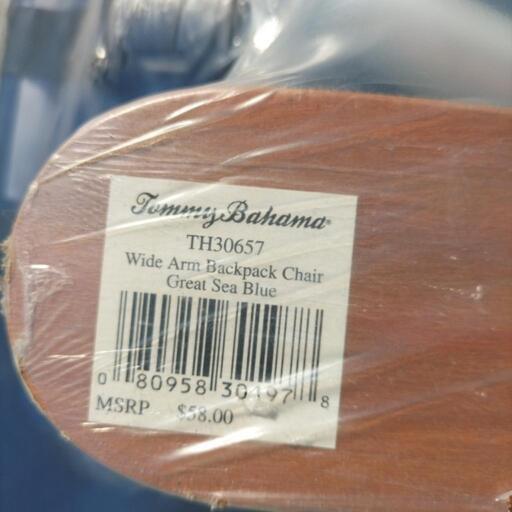 Tommy Bahama
TH30657
Wide Arm Backpack Chair
Great Sea Blue
0 80958 30197 8
MSRP $58.00